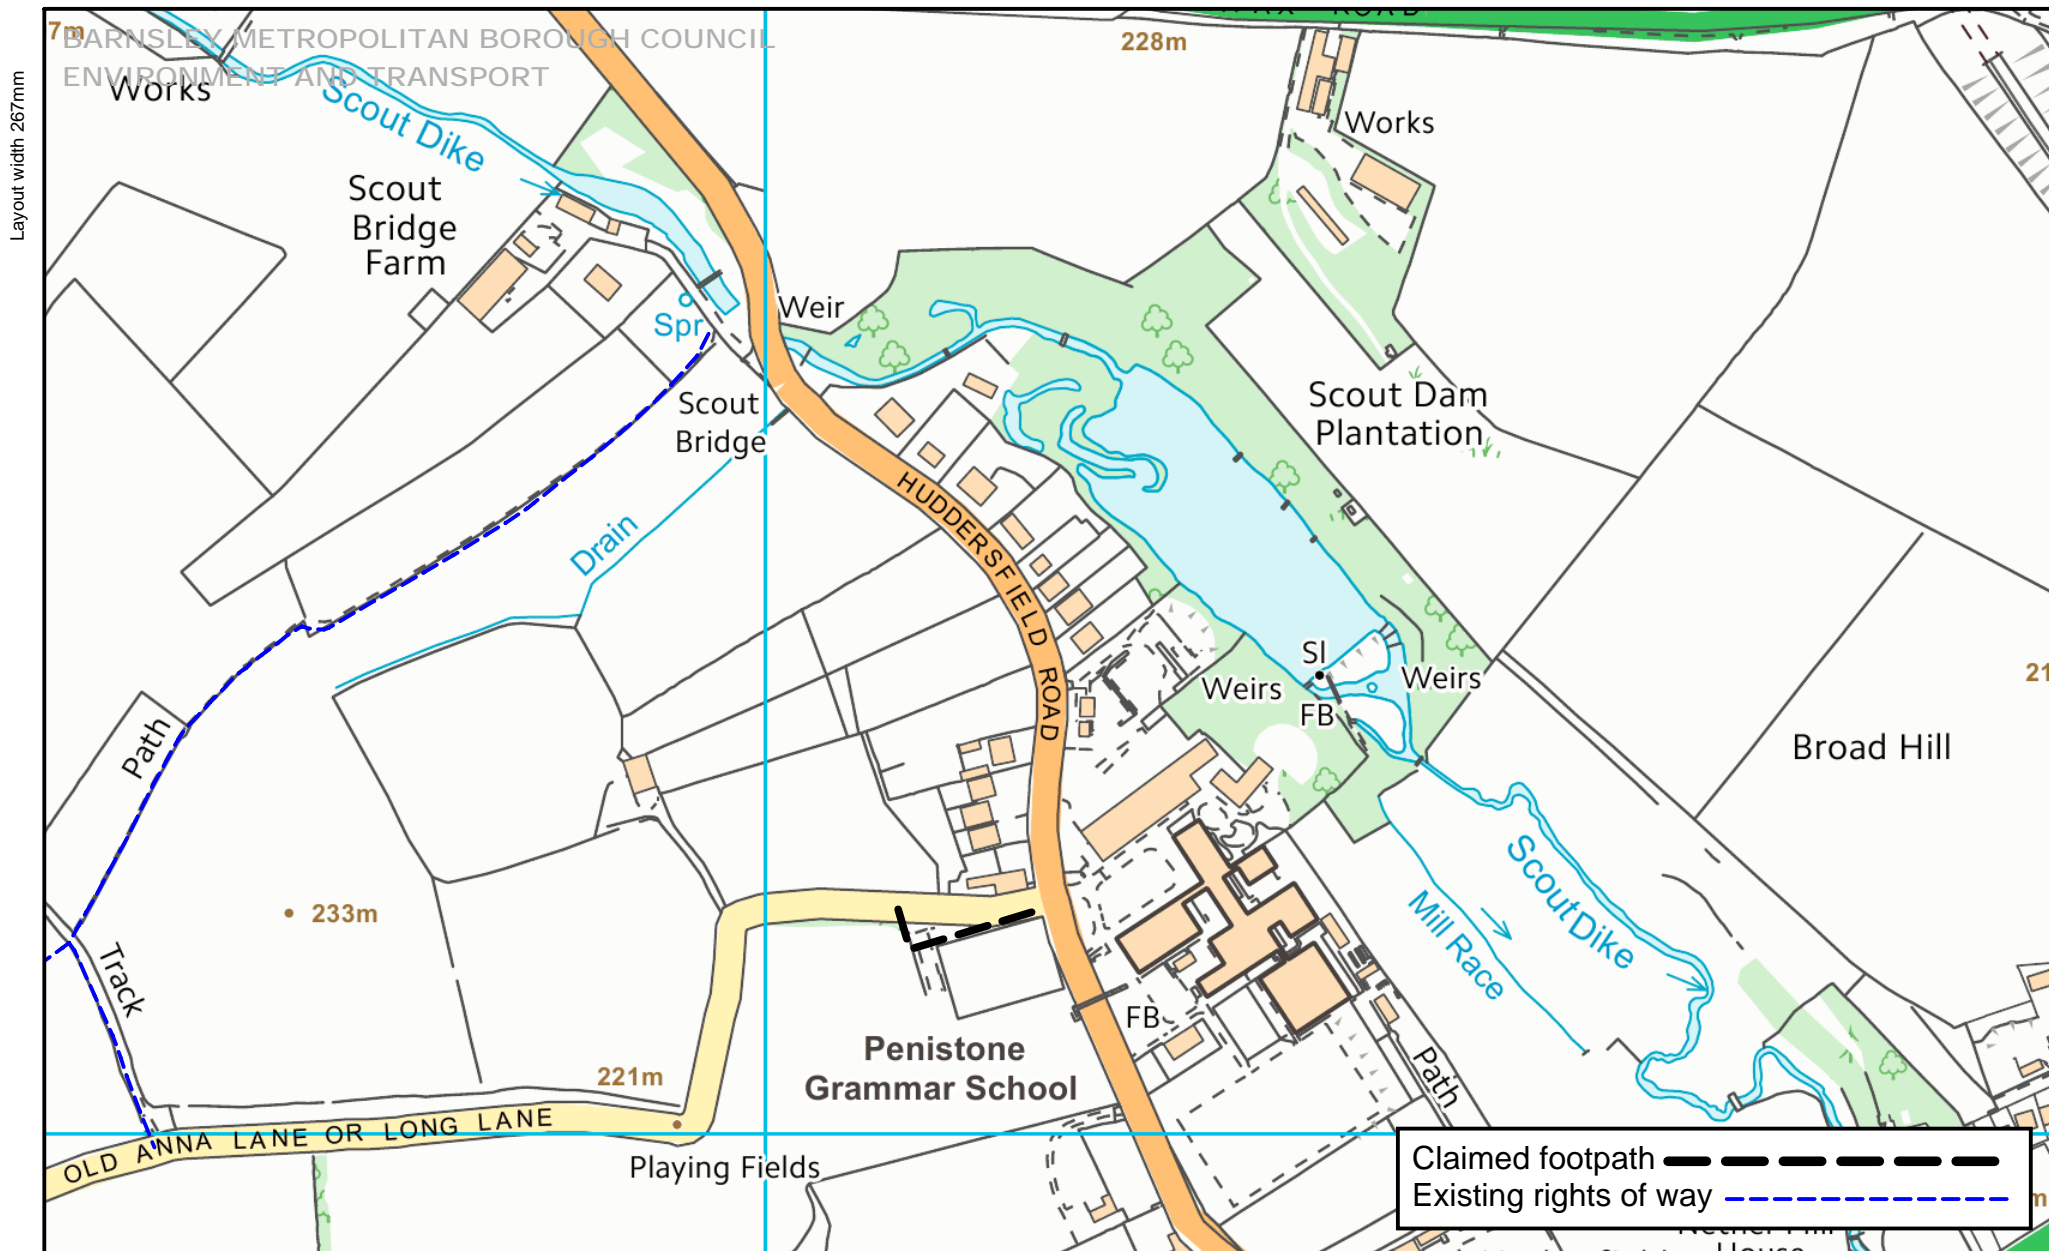 7m
BARNSLEY METROPOLITAN BOROUGH COUNCIL
ENVIRONMENT AND TRANSPORT
Layout width 267mm
Works
Scout Dike
228m
Works
Scout
Bridge
Farm
Weir
Spr
Scout
Bridge
Scout Dam
Plantation
HUDDERSFIELD ROAD
Drain
SI
Weirs
Weirs
FB
21
Path
Broad Hill
Scout Dike
Mill Race
233m
Track
FB
Penistone
Grammar School
Path
221m
OLD ANNA LANE OR LONG LANE
Playing Fields
Claimed footpath
Existing rights of way
m
House